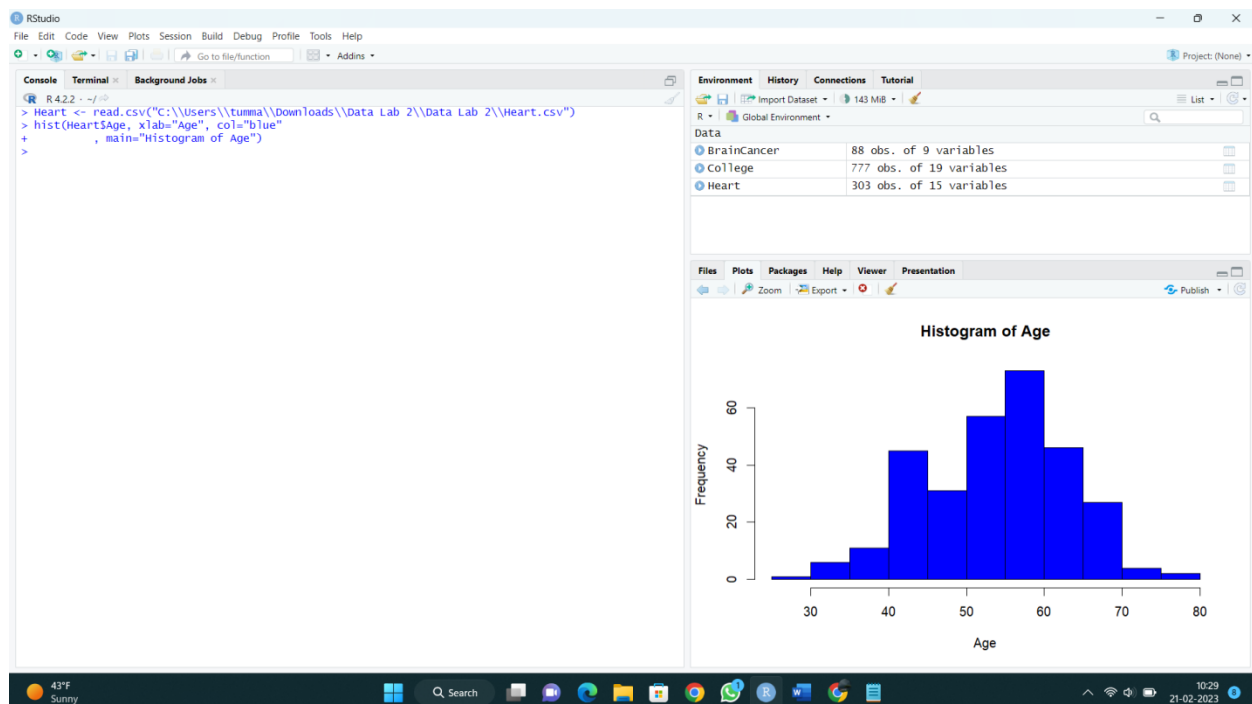 RStudio
File Edit Code View Plots Session Build Debug Profile Tools Help
Go to file/function Addins Project: (None)
Console Terminal Background Jobs
R 4.2.2 · ~/
> Heart <- read.csv("C:\\Users\\tumma\\Downloads\\Data Lab 2\\Data Lab 2\\Heart.csv")
> hist(Heart$Age, xlab="Age", col="blue"
+ , main="Histogram of Age")
>
Environment History Connections Tutorial
Import Dataset 143 MiB List
R Global Environment
Data
BrainCancer 88 obs. of 9 variables
College 777 obs. of 19 variables
Heart 303 obs. of 15 variables
Files Plots Packages Help Viewer Presentation
Zoom Export Publish
Histogram of Age
Frequency
60
40
20
0
30 40 50 60 70 80
Age
43°F
Sunny
Search
10:29
21-02-2023
8